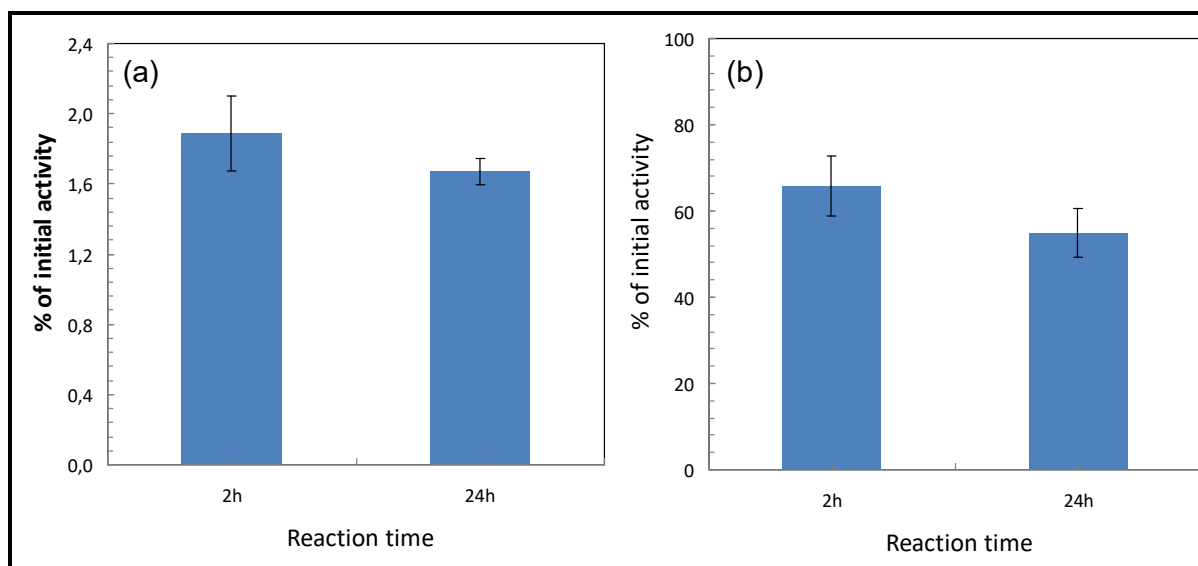 (a)
% of initial activity
2,4
2,0
1,6
1,2
0,8
0,4
0,0
2h
24h
Reaction time
(b)
% of initial activity
100
80
60
40
20
0
2h
24h
Reaction time